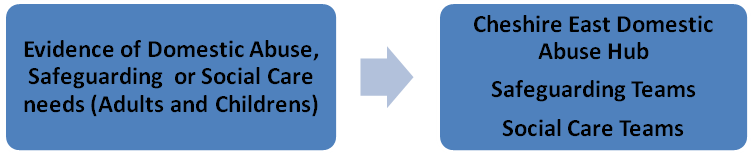 Evidence of Domestic Abuse,
Safeguarding or Social Care
needs (Adults and Childrens)
Cheshire East Domestic
Abuse Hub
Safeguarding Teams
Social Care Teams